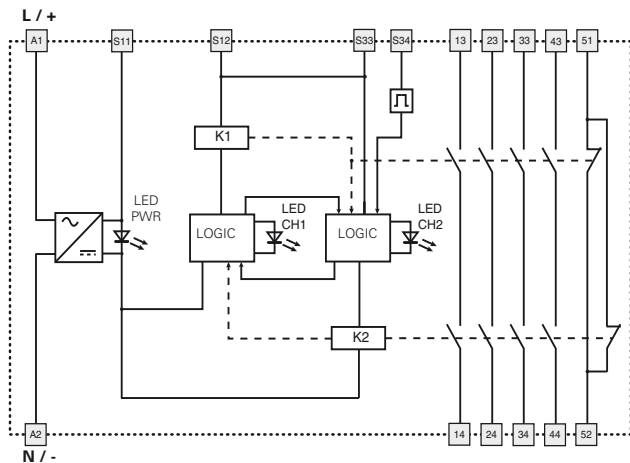 L / +
A1 S11 S12 S33 S34 13 23 33 43 51
K1
LED
PWR
LED
CH1
LED
CH2
LOGIC LOGIC
K2
A2 14 24 34 44 52
N / -